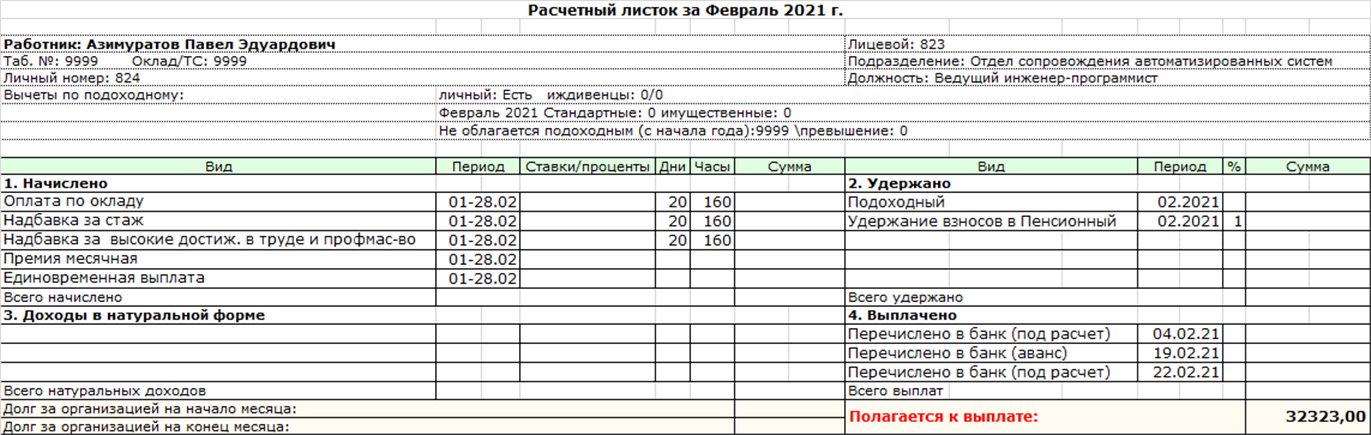 Расчетный листок за Февраль 2021 г.
Работник: Азимуратов Павел Эдуардович Лицевой: 823
Таб. №: 9999 Оклад/ТС: 9999 Подразделение: Отдел сопровождения автоматизированных систем
Личный номер: 824 Должность: Ведущий инженер-программист
Вычеты по подоходному: личный: Есть иждивенцы: 0/0
Февраль 2021 Стандартные: 0 имущественные: 0
Не облагается подоходным (с начала года):9999 \превышение: 0
Вид Период Ставки/проценты Дни Часы Сумма Вид Период % Сумма
1. Начислено 2. Удержано
Оплата по окладу 01-28.02 20 160 Подоходный 02.2021
Надбавка за стаж 01-28.02 20 160 Удержание взносов в Пенсионный 02.2021 1
Надбавка за высокие достиж. в труде и профмас-во 01-28.02 20 160
Премия месячная 01-28.02
Единовременная выплата 01-28.02
Всего начислено Всего удержано
3. Доходы в натуральной форме 4. Выплачено
Перечислено в банк (под расчет) 04.02.21
Перечислено в банк (аванс) 19.02.21
Перечислено в банк (под расчет) 22.02.21
Всего натуральных доходов Всего выплат
Долг за организацией на начало месяца:
Полагается к выплате: 32323,00
Долг за организацией на конец месяца: